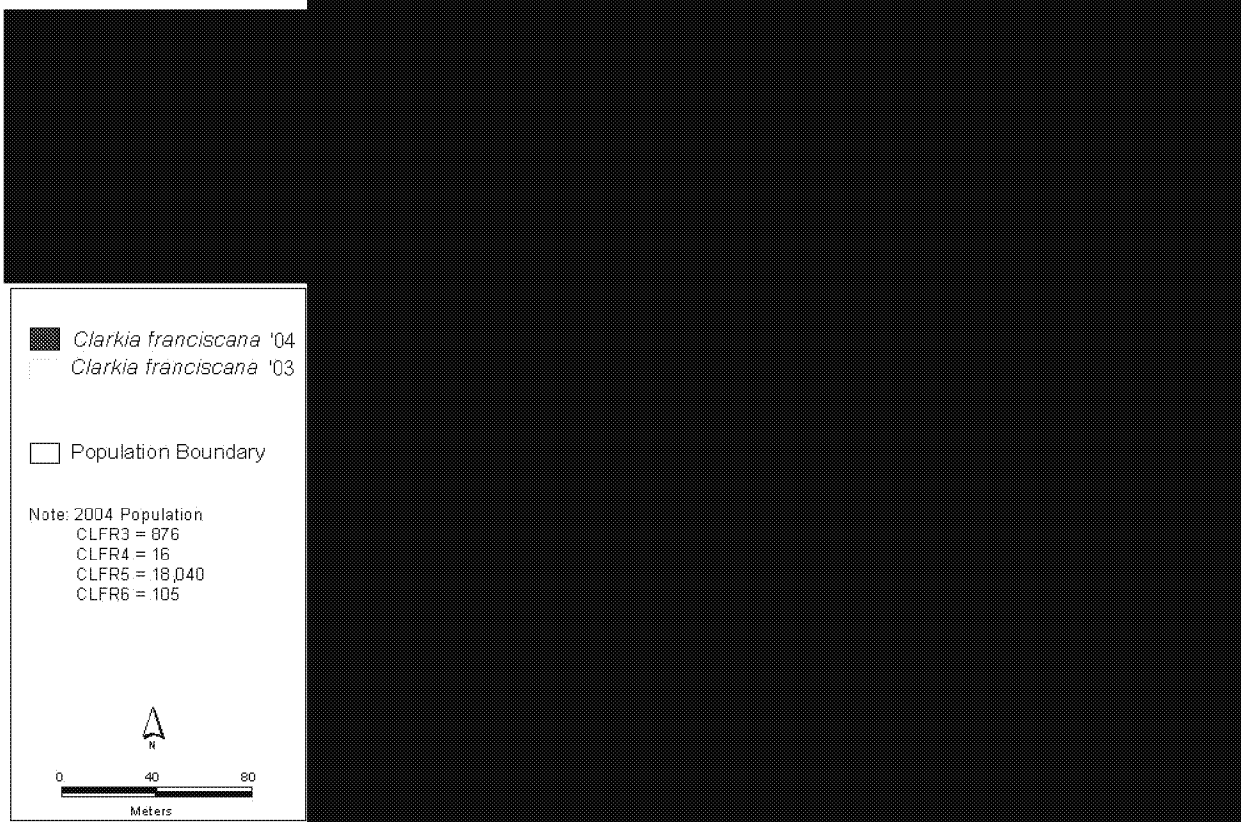 Clarkia franciscana '04
Clarkia franciscana '03
Population Boundary
Note: 2004 Population
CLFR3 = 876
CLFR4 = 16
CLFR5 = 18,040
CLFR6 = 105
N
0 40 80
Meters